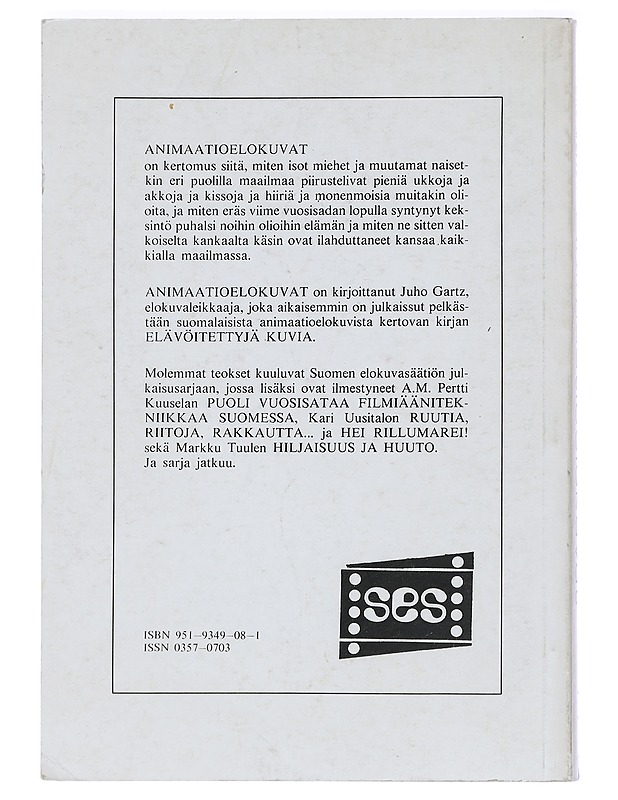 ANIMAATIOELOKUVAT
on kertomus siitä, miten isot miehet ja muutamat naiset-
kin eri puolilla maailmaa piirustelivat pieniä ukkoja ja
akkoja ja kissoja ja hiiriä ja monenmoisia muitakin oli-
oita, ja miten eräs viime vuosisadan lopulla syntynyt kek-
sintö puhalsi noihin olioihin elämän ja miten ne sitten val-
koiselta kankaalta käsin ovat ilahduttaneet kansaa kaik-
kialla maailmassa.
ANIMAATIOELOKUVAT on kirjoittanut Juho Gartz,
elokuvaleikkaaja, joka aikaisemmin on julkaissut pelkäs-
tään suomalaisista animaatioelokuvista kertovan kirjan
ELÄVÖITETTYJÄ KUVIA.
Molemmat teokset kuuluvat Suomen elokuvasäätiön jul-
kaisusarjaan, jossa lisäksi ovat ilmestyneet A.M. Pertti
Kuuselan PUOLI VUOSISATAA FILMIÄÄNITEK-
NIIKKAA SUOMESSA, Kari Uusitalon RUUTIA,
RIITOJA, RAKKAUTTA... ja HEI RILLUMAREI!
sekä Markku Tuulen HILJAISUUS JA HUUTO.
Ja sarja jatkuu.
ses
ISBN 951–9349–08–1
ISSN 0357–0703